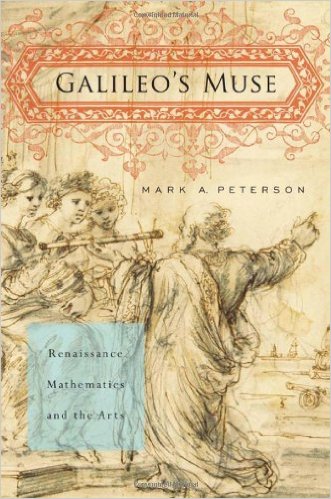 GALILEO'S MUSE
MARK A. PETERSON
Renaissance
Mathematics
and the Arts